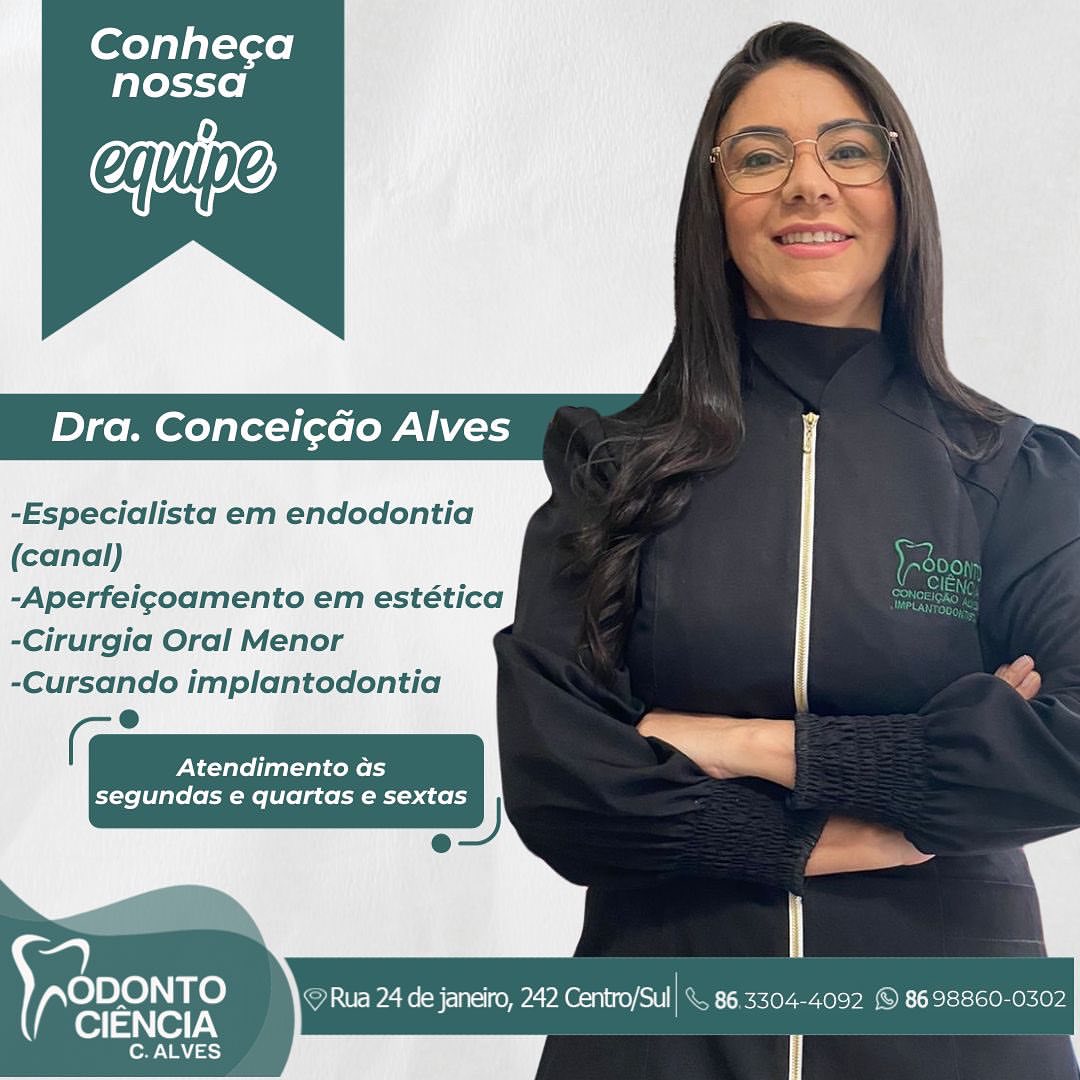 Conheça
nossa
equipe
Dra. Conceição Alves
-Especialista em endodontia
(canal)
-Aperfeiçoamento em estética
-Cirurgia Oral Menor
-Cursando implantodontia
Atendimento às
segundas e quartas e sextas
ODONTO
CIÊNCIA
CONCEIÇÃO
ODONTO
CIÊNCIA
C. ALVES
Rua 24 de janeiro, 242 Centro/Sul 86 3304-4092 86 98860-0302